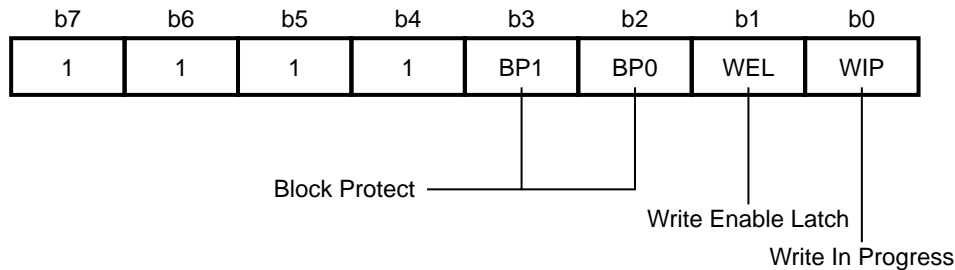 b7 b6 b5 b4 b3 b2 b1 b0
1 1 1 1 BP1 BP0 WEL WIP
Block Protect
Write Enable Latch
Write In Progress